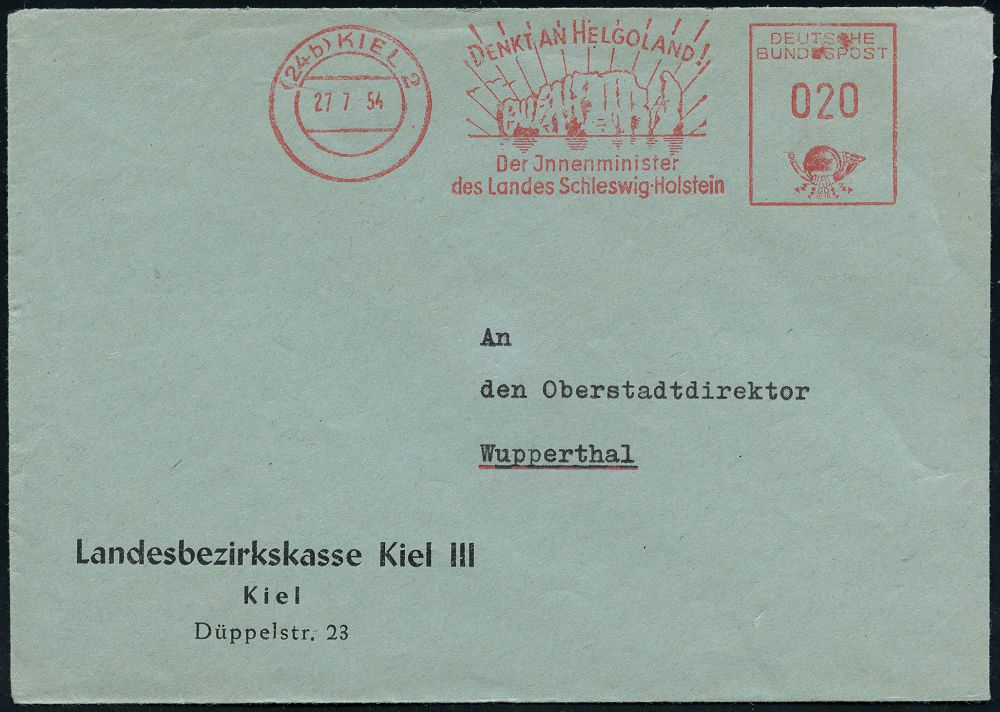 (24b) KIEL 2
27 7 54
DENKT AN HELGOLAND!
Der Jnnenminister
des Landes Schleswig-Holstein
DEUTSCHE
BUNDESPOST
020
An
den Oberstadtdirektor
Wupperthal
Landesbezirkskasse Kiel III
Kiel
Düppelstr. 23